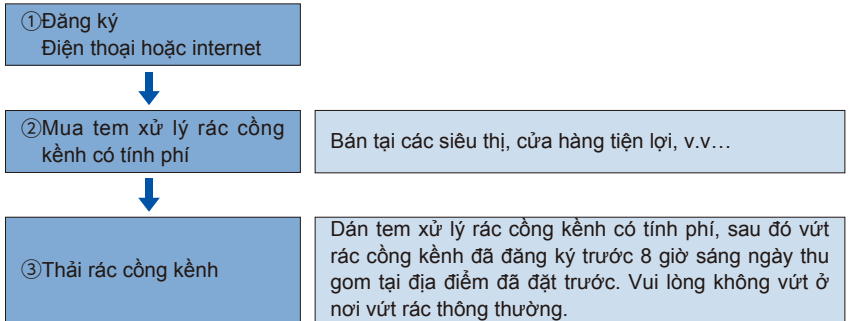 ①Đăng ký
Điện thoại hoặc internet
②Mua tem xử lý rác cồng
kềnh có tính phí
Bán tại các siêu thị, cửa hàng tiện lợi, v.v…
③Thải rác cồng kềnh
Dán tem xử lý rác cồng kềnh có tính phí, sau đó vứt
rác cồng kềnh đã đăng ký trước 8 giờ sáng ngày thu
gom tại địa điểm đã đặt trước. Vui lòng không vứt ở
nơi vứt rác thông thường.